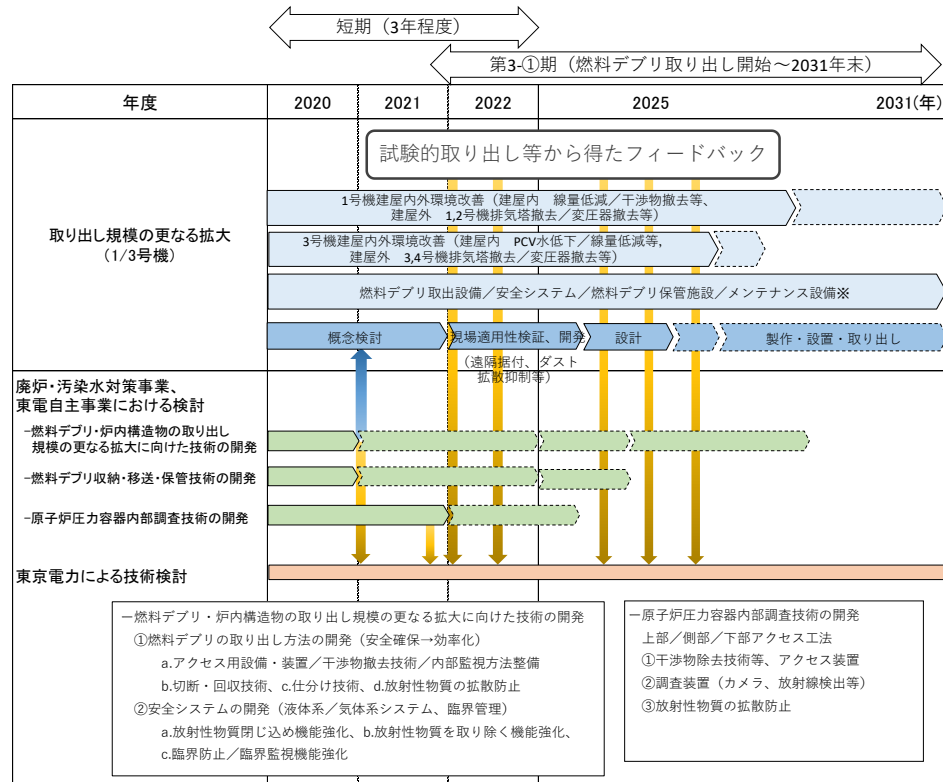 短期（3年程度）
第3-①期（燃料デブリ取り出し開始～2031年末）
年度
2020
2021
2022
2025
2031(年)
試験的取り出し等から得たフィードバック
取り出し規模の更なる拡大
（1/3号機）
1号機建屋内外環境改善（建屋内　線量低減／干渉物撤去等、
建屋外　1,2号機排気塔撤去／変圧器撤去等）
3号機建屋内外環境改善（建屋内　PCV水低下／線量低減等,
建屋外　3,4号機排気塔撤去／変圧器撤去等）
燃料デブリ取出設備／安全システム／燃料デブリ保管施設／メンテナンス設備※
概念検討
現場適用性検証、開発
設計
製作・設置・取り出し
（遠隔据付、ダスト
拡散抑制等）
廃炉・汚染水対策事業、
東電自主事業における検討
－燃料デブリ・炉内構造物の取り出し
規模の更なる拡大に向けた技術の開発
－燃料デブリ収納・移送・保管技術の開発
－原子炉圧力容器内部調査技術の開発
東京電力による技術検討
－燃料デブリ・炉内構造物の取り出し規模の更なる拡大に向けた技術の開発
①燃料デブリの取り出し方法の開発（安全確保→効率化）
a.アクセス用設備・装置／干渉物撤去技術／内部監視方法整備
b.切断・回収技術、c.仕分け技術、d.放射性物質の拡散防止
②安全システムの開発（液体系／気体系システム、臨界管理）
a.放射性物質閉じ込め機能強化、b.放射性物質を取り除く機能強化、
c.臨界防止／臨界監視機能強化
－原子炉圧力容器内部調査技術の開発
上部／側部／下部アクセス工法
①干渉物除去技術等、アクセス装置
②調査装置（カメラ、放射線検出等）
③放射性物質の拡散防止